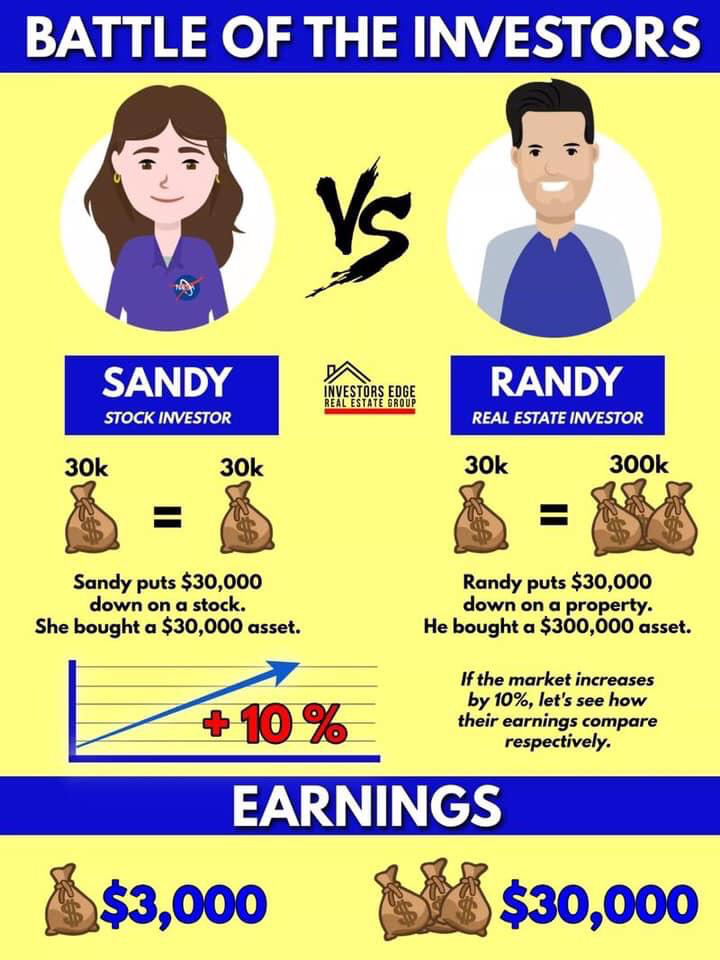 BATTLE OF THE INVESTORS
VS
NASA
SANDY
STOCK INVESTOR
INVESTORS EDGE
REAL ESTATE GROUP
RANDY
REAL ESTATE INVESTOR
30k
30k
$
=
$
Sandy puts $30,000
down on a stock.
She bought a $30,000 asset.
30k
300k
$
=
$ $ $
Randy puts $30,000
down on a property.
He bought a $300,000 asset.
+ 10 %
If the market increases
by 10%, let's see how
their earnings compare
respectively.
EARNINGS
$ $3,000
$ $ $ $30,000